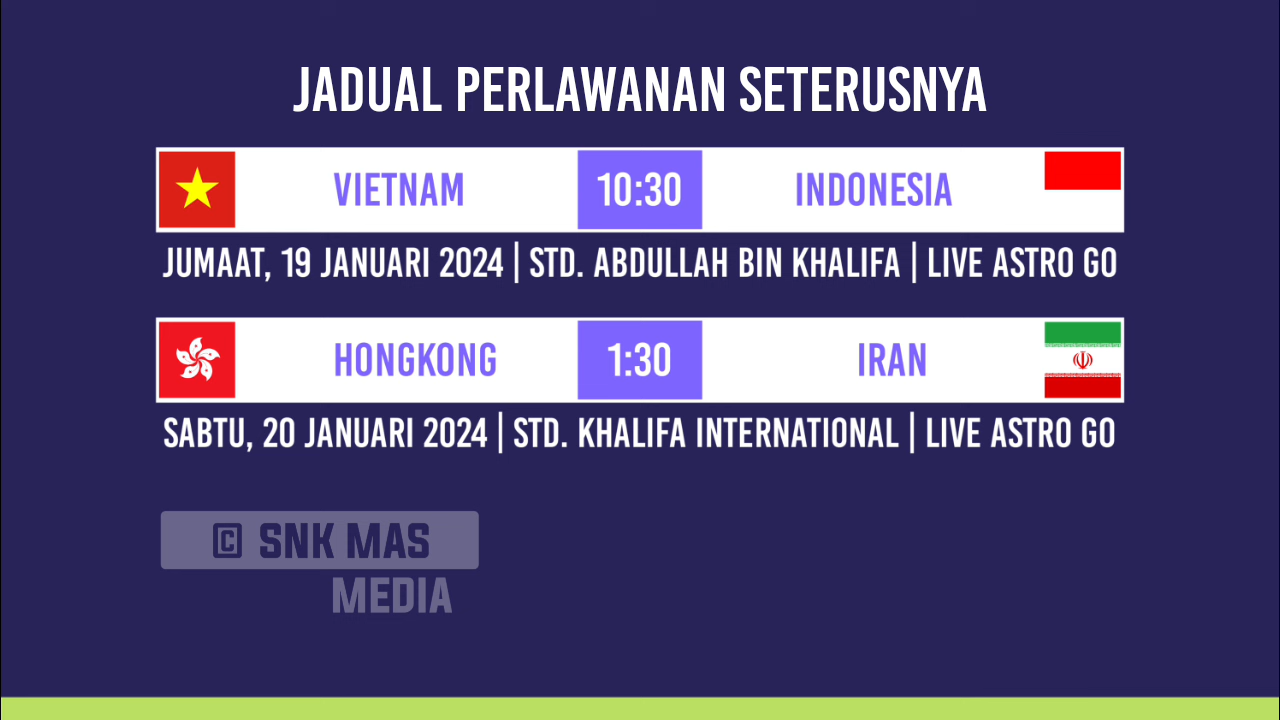 JADUAL PERLAWANAN SETERUSNYA
VIETNAM 10:30 INDONESIA
JUMAAT, 19 JANUARI 2024 | STD. ABDULLAH BIN KHALIFA | LIVE ASTRO GO
HONGKONG 1:30 IRAN
SABTU, 20 JANUARI 2024 | STD. KHALIFA INTERNATIONAL | LIVE ASTRO GO
© SNK MAS
MEDIA